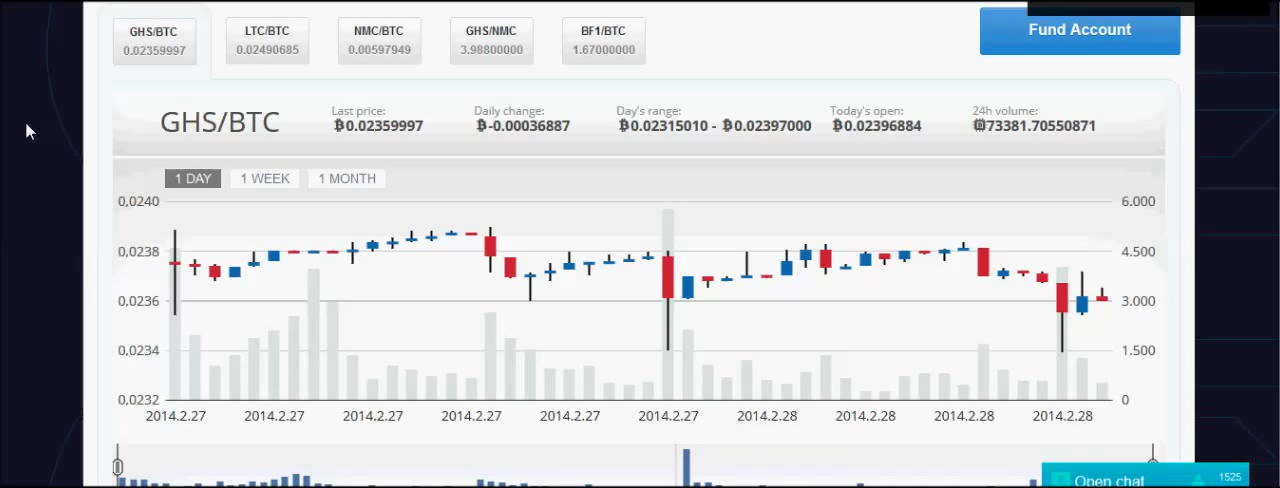 GHS/BTC
0.02359997
LTC/BTC
0.02490685
NMC/BTC
0.00597949
GHS/NMC
3.98800000
BF1/BTC
1.67000000
Fund Account
GHS/BTC
Last price:
₿0.02359997
Daily change:
₿-0.00036887
Day's range:
₿0.02315010 - ₿0.02397000
Today's open:
₿0.02396884
24h volume:
73381.70550871
1 DAY 1 WEEK 1 MONTH
0,0240 6.000
0,0238 4.500
0,0236 3.000
0,0234 1.500
0,0232 0
2014.2.27 2014.2.27 2014.2.27 2014.2.27 2014.2.27 2014.2.27 2014.2.28 2014.2.28 2014.2.28 2014.2.28
Open chat 1525